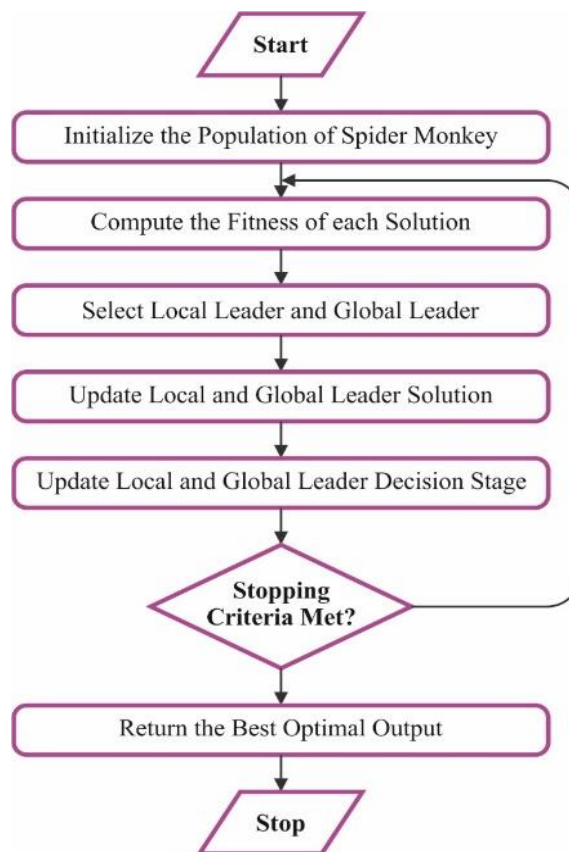 Start
Initialize the Population of Spider Monkey
Compute the Fitness of each Solution
Select Local Leader and Global Leader
Update Local and Global Leader Solution
Update Local and Global Leader Decision Stage
Stopping
Criteria Met?
Return the Best Optimal Output
Stop